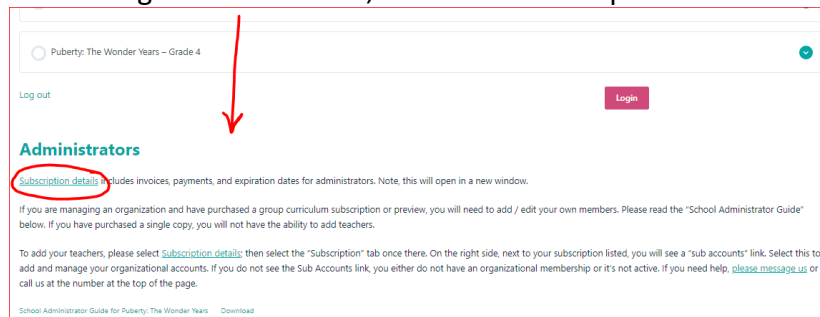 Puberty: The Wonder Years – Grade 4
Log out
Login
Administrators
Subscription details includes invoices, payments, and expiration dates for administrators. Note, this will open in a new window.
If you are managing an organization and have purchased a group curriculum subscription or preview, you will need to add / edit your own members. Please read the "School Administrator Guide"
below. If you have purchased a single copy, you will not have the ability to add teachers.
To add your teachers, please select Subscription details; then select the "Subscription" tab once there. On the right side, next to your subscription listed, you will see a "sub accounts" link. Select this to
add and manage your organizational accounts. If you do not see the Sub Accounts link, you either do not have an organizational membership or it's not active. If you need help, please message us or
call us at the number at the top of the page.
School Administrator Guide for Puberty: The Wonder Years Download